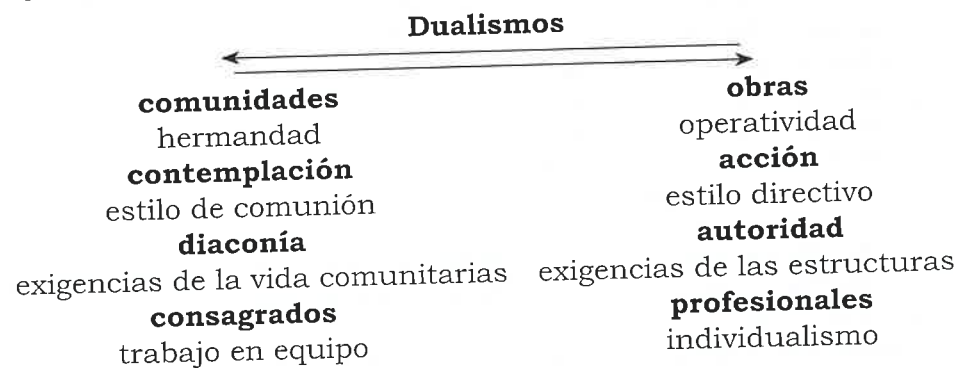 Dualismos
comunidades
hermandad
contemplación
estilo de comunión
diaconía
exigencias de la vida comunitarias
consagrados
trabajo en equipo
obras
operatividad
acción
estilo directivo
autoridad
exigencias de las estructuras
profesionales
individualismo